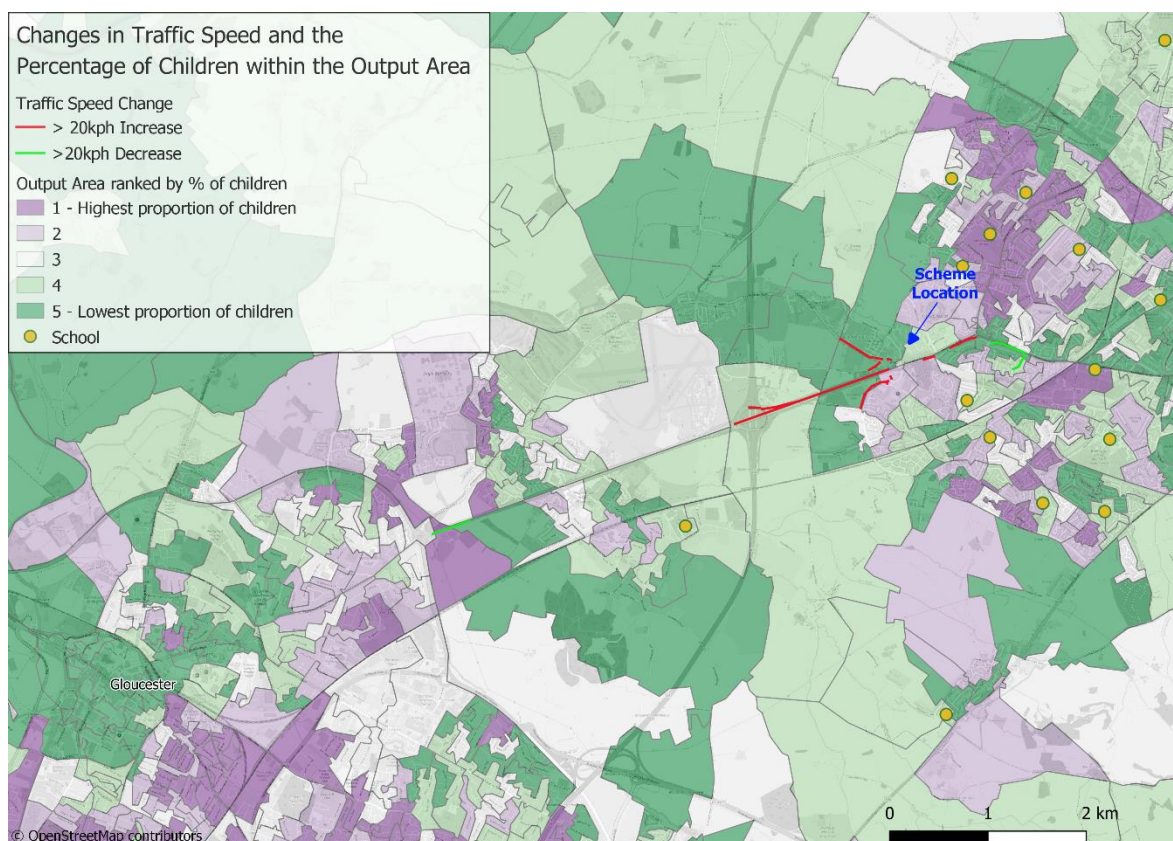 Changes in Traffic Speed and the
Percentage of Children within the Output Area
Traffic Speed Change
> 20kph Increase
>20kph Decrease
Output Area ranked by % of children
1 - Highest proportion of children
2
3
4
5 - Lowest proportion of children
School
Scheme
Location
Gloucester
0 1 2 km
© OpenStreetMap contributors